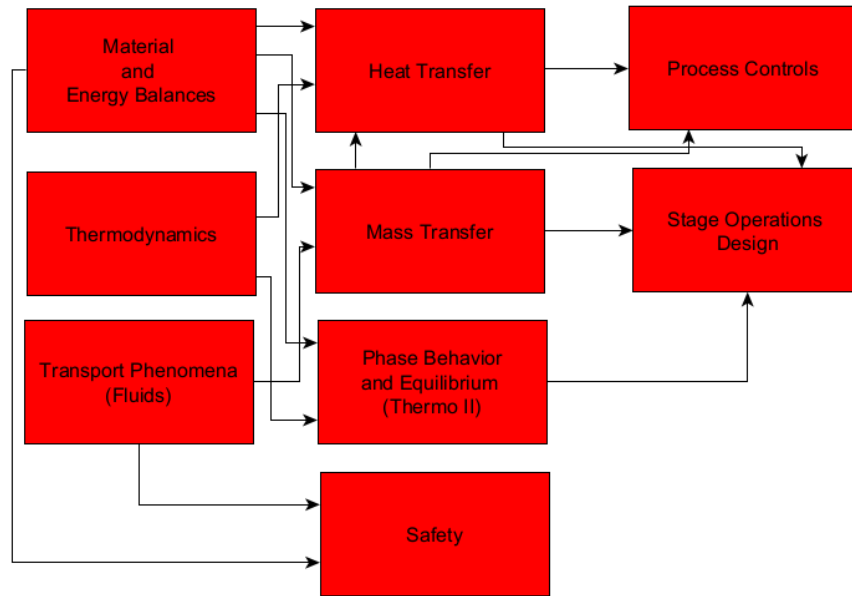 Material
and
Energy Balances
Heat Transfer
Process Controls
Thermodynamics
Mass Transfer
Stage Operations
Design
Transport Phenomena
(Fluids)
Phase Behavior
and Equilibrium
(Thermo II)
Safety